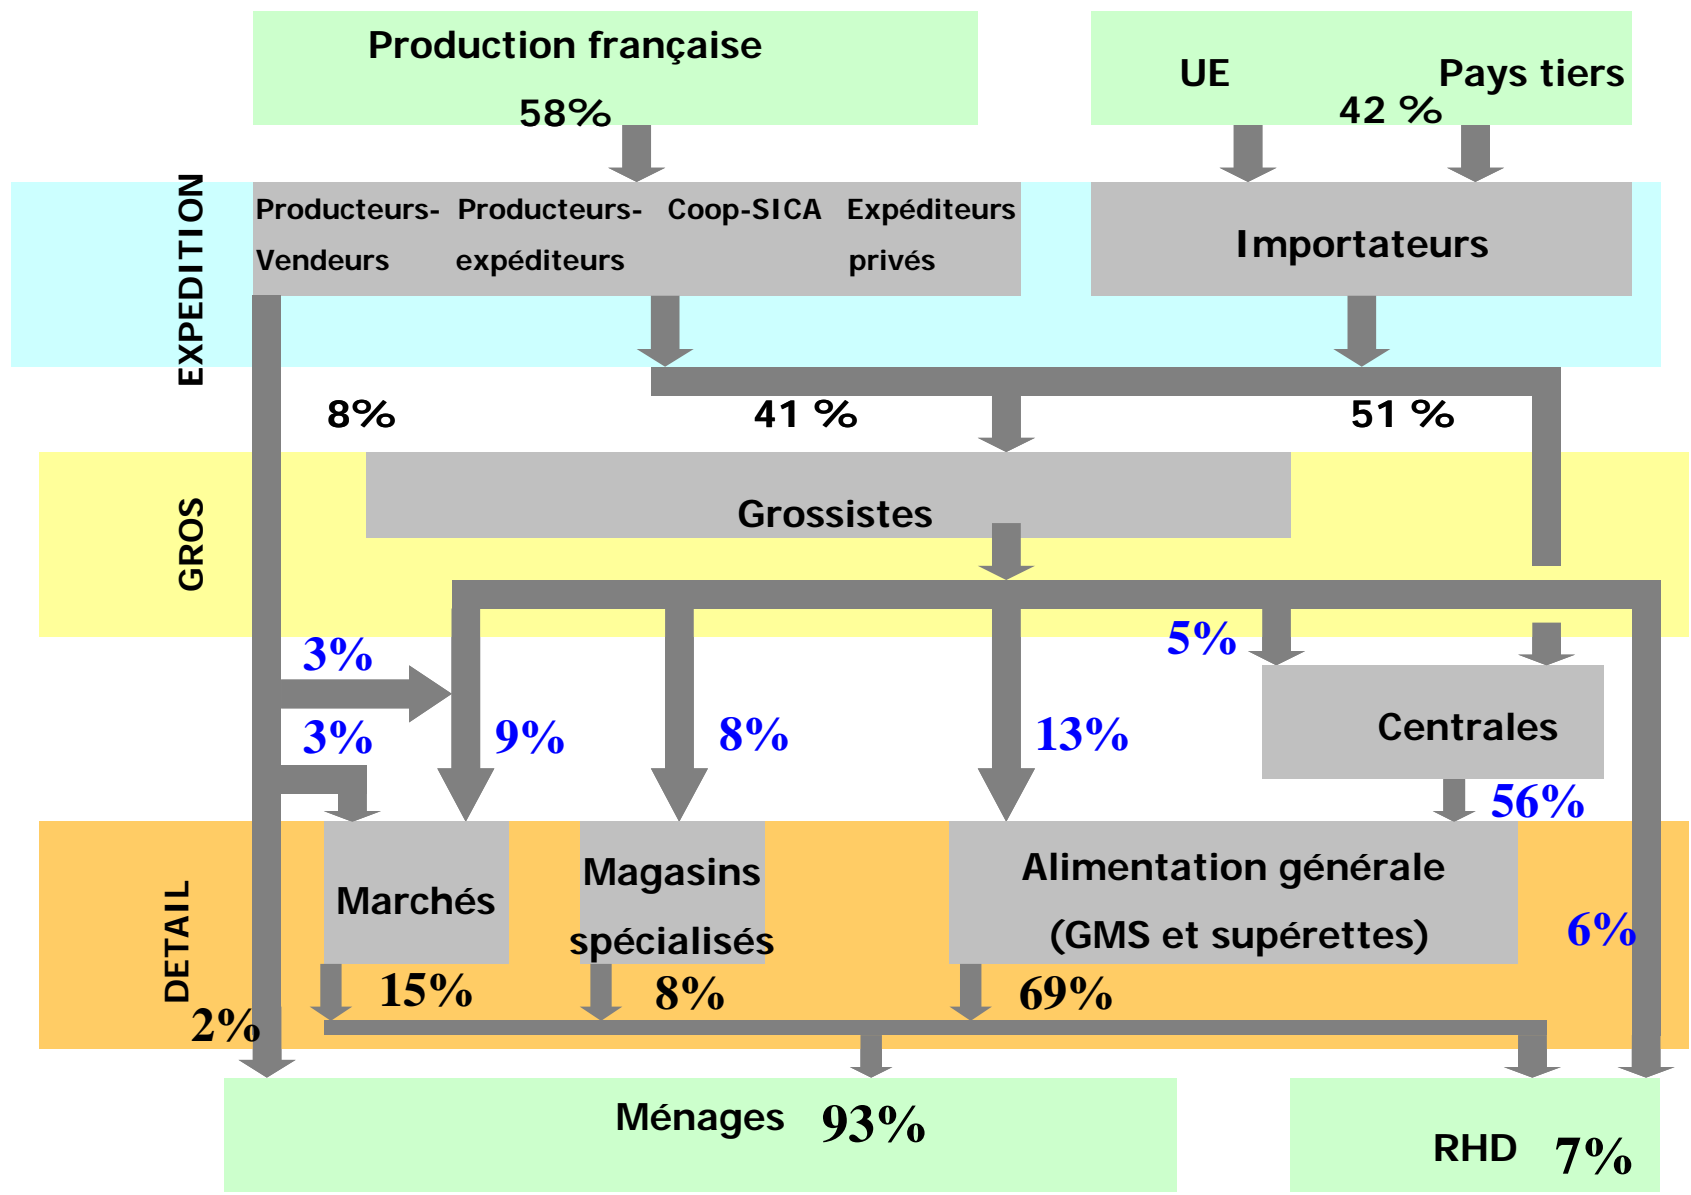 Production française
58%
UE Pays tiers
42 %
EXPEDITION
Producteurs- Producteurs- Coop-SICA Expéditeurs
Vendeurs expéditeurs privés
Importateurs
8% 41 % 51 %
GROS
Grossistes
3%
5%
3%
9%
8%
13%
Centrales
56%
DETAIL
Marchés
Magasins
spécialisés
Alimentation générale
(GMS et supérettes)
6%
15%
8%
69%
2%
Ménages 93%
RHD 7%